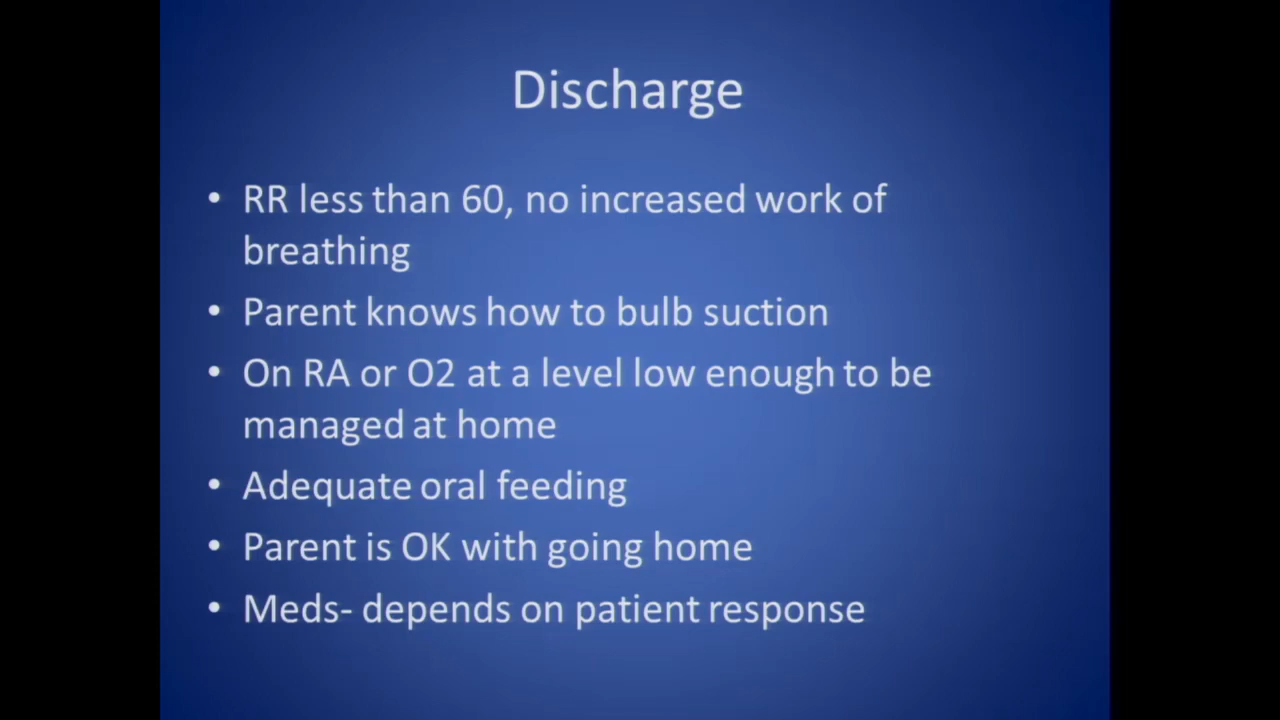 Discharge
• RR less than 60, no increased work of
breathing
• Parent knows how to bulb suction
• On RA or O2 at a level low enough to be
managed at home
• Adequate oral feeding
• Parent is OK with going home
• Meds- depends on patient response